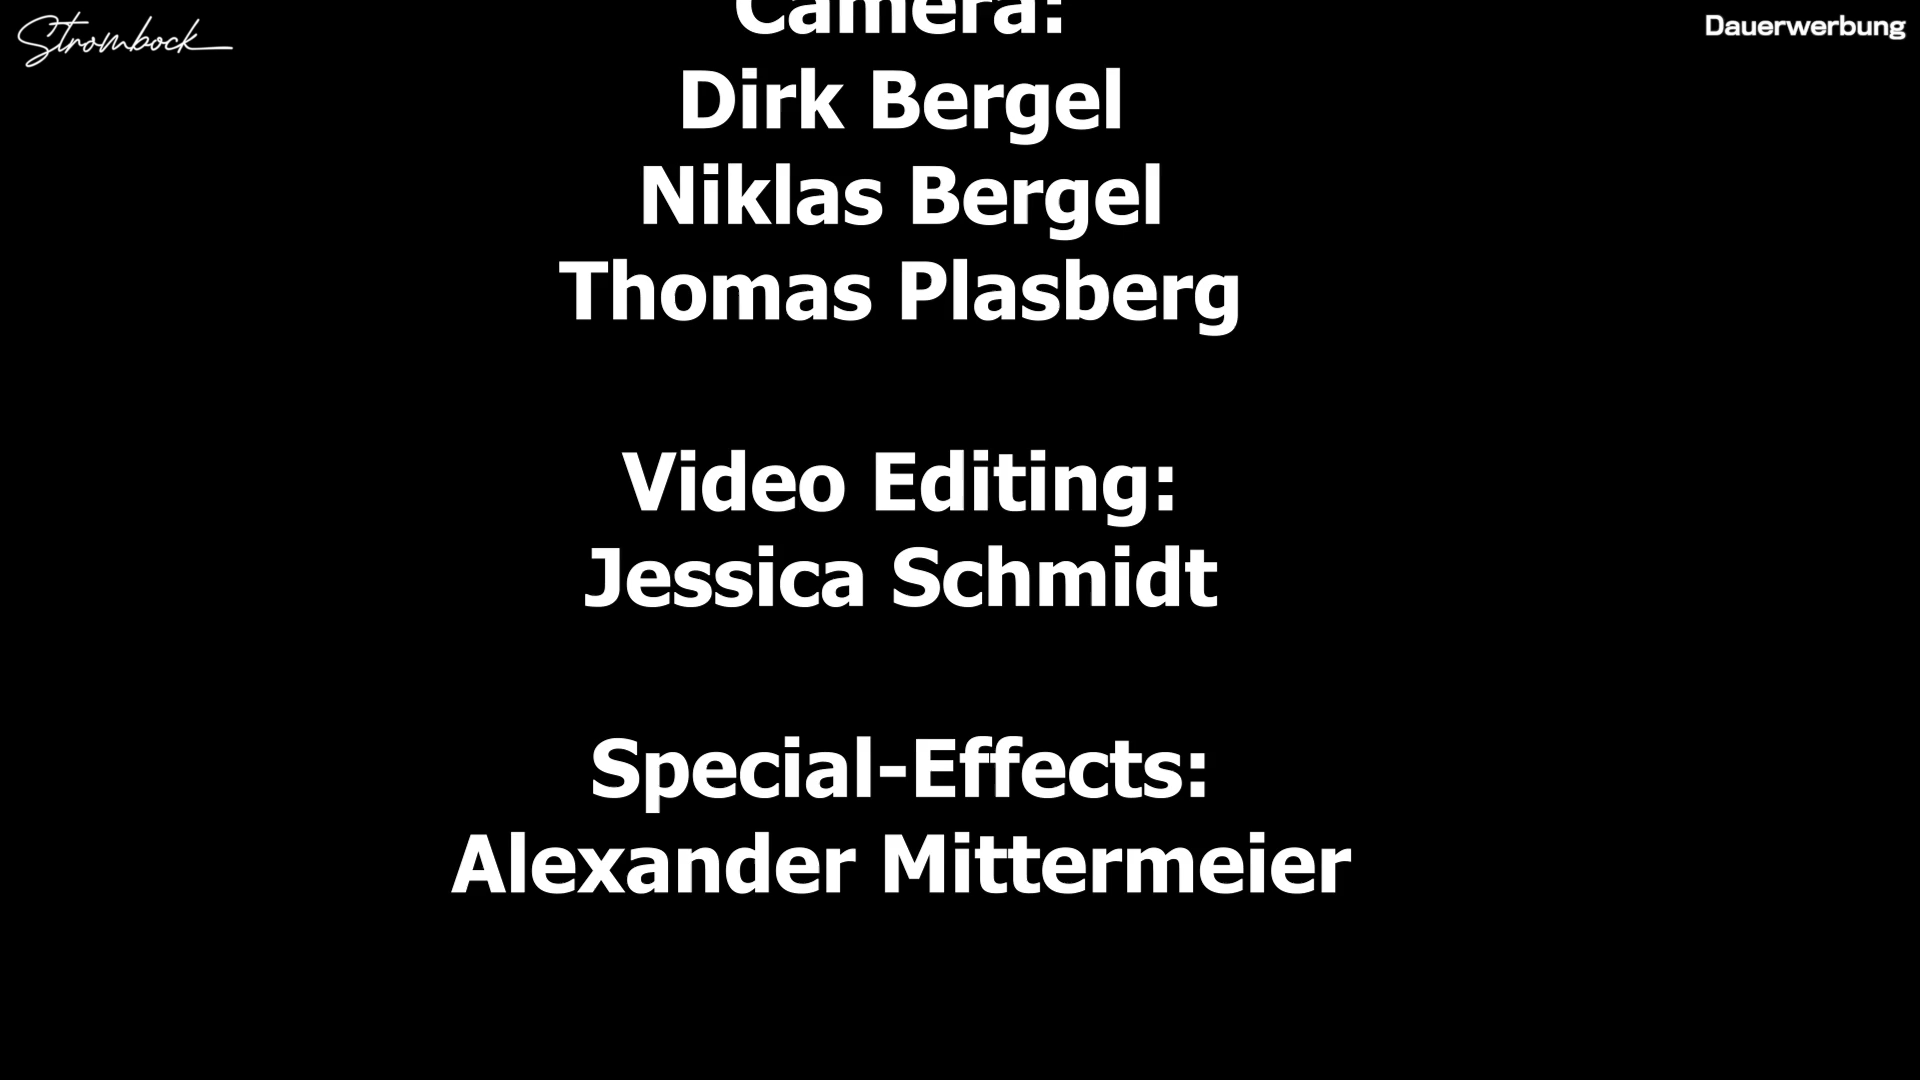 Strombock
Dauerwerbung
Camera:
Dirk Bergel
Niklas Bergel
Thomas Plasberg
Video Editing:
Jessica Schmidt
Special-Effects:
Alexander Mittermeier